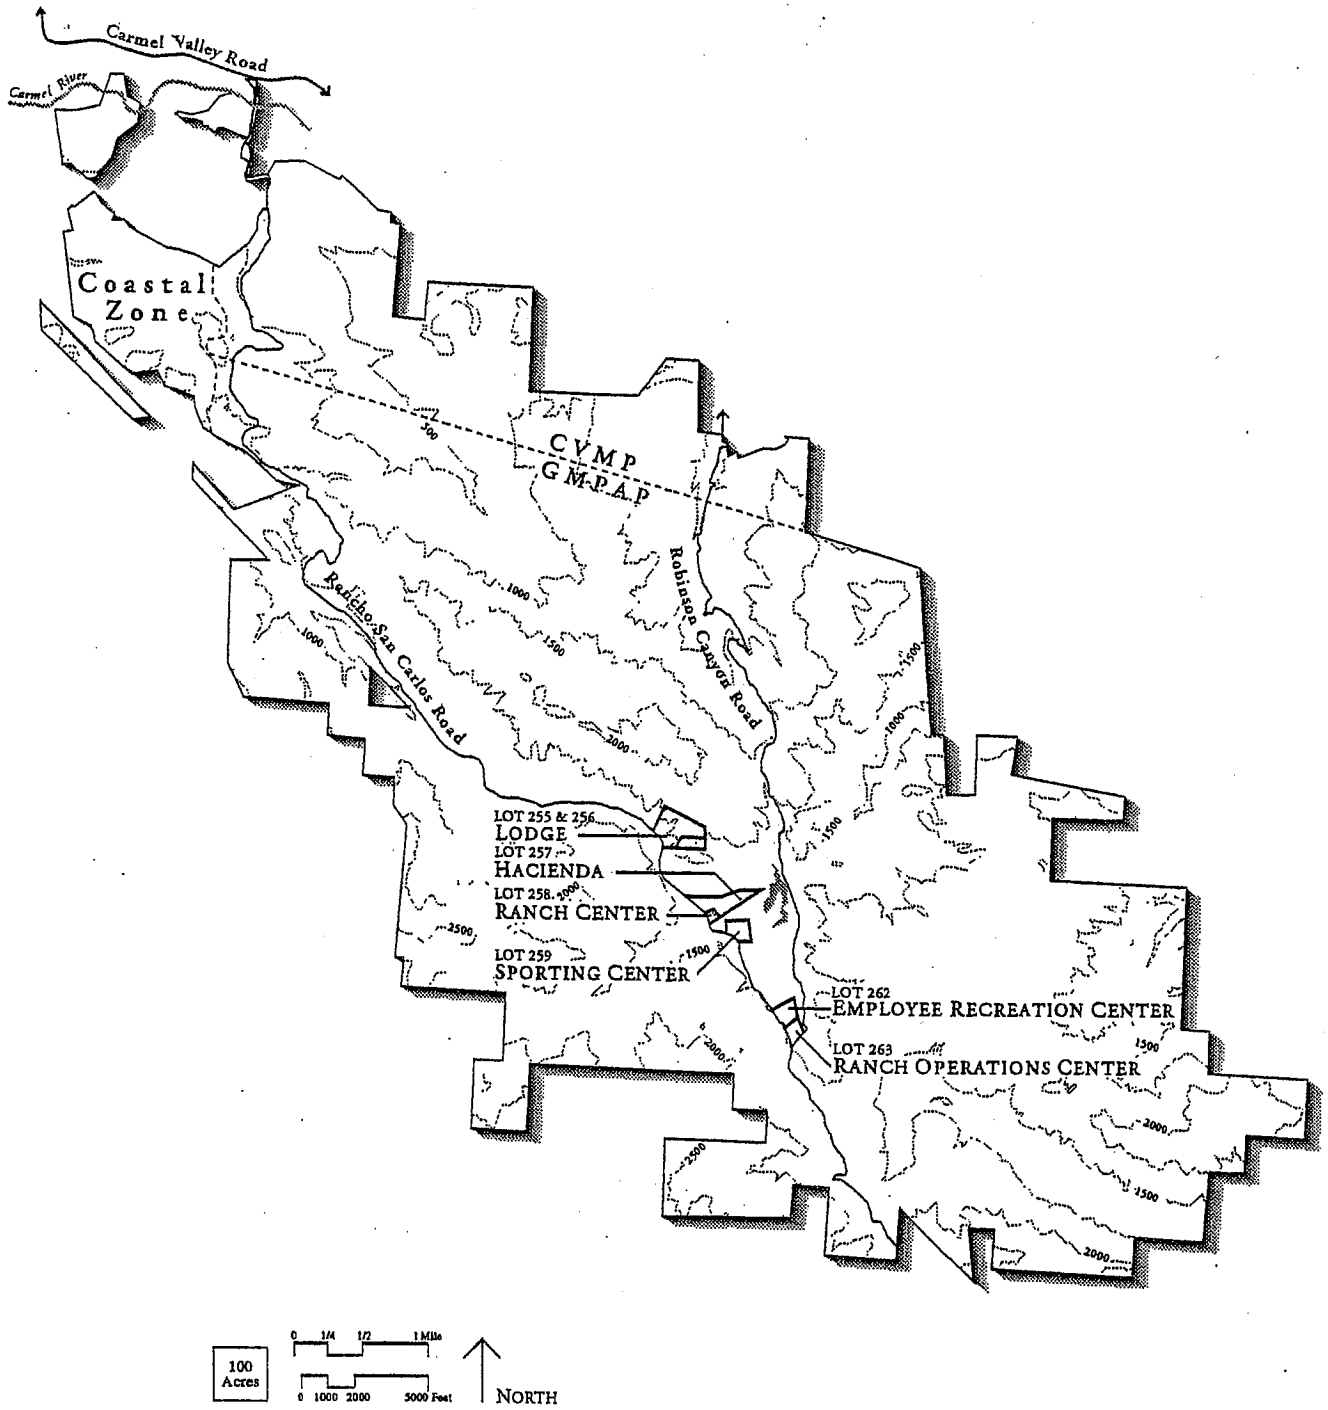 Carmel Valley Road
Carmel River
Coastal
Zone
500
CVMP
GMPAP
Robinson Canyon Road
1000
Rancho San Carlos Road
1000
1500
1500
1000
2000
1500
LOT 255 & 256
LODGE
LOT 257
HACIENDA
LOT 258
2000
RANCH CENTER
2500
1500
LOT 259
SPORTING CENTER
LOT 262
EMPLOYEE RECREATION CENTER
2000
LOT 263
1500
RANCH OPERATIONS CENTER
2000
2500
1500
2000
0 1/4 1/2 1 Mile
100
Acres
0 1000 2000 5000 Feet
NORTH